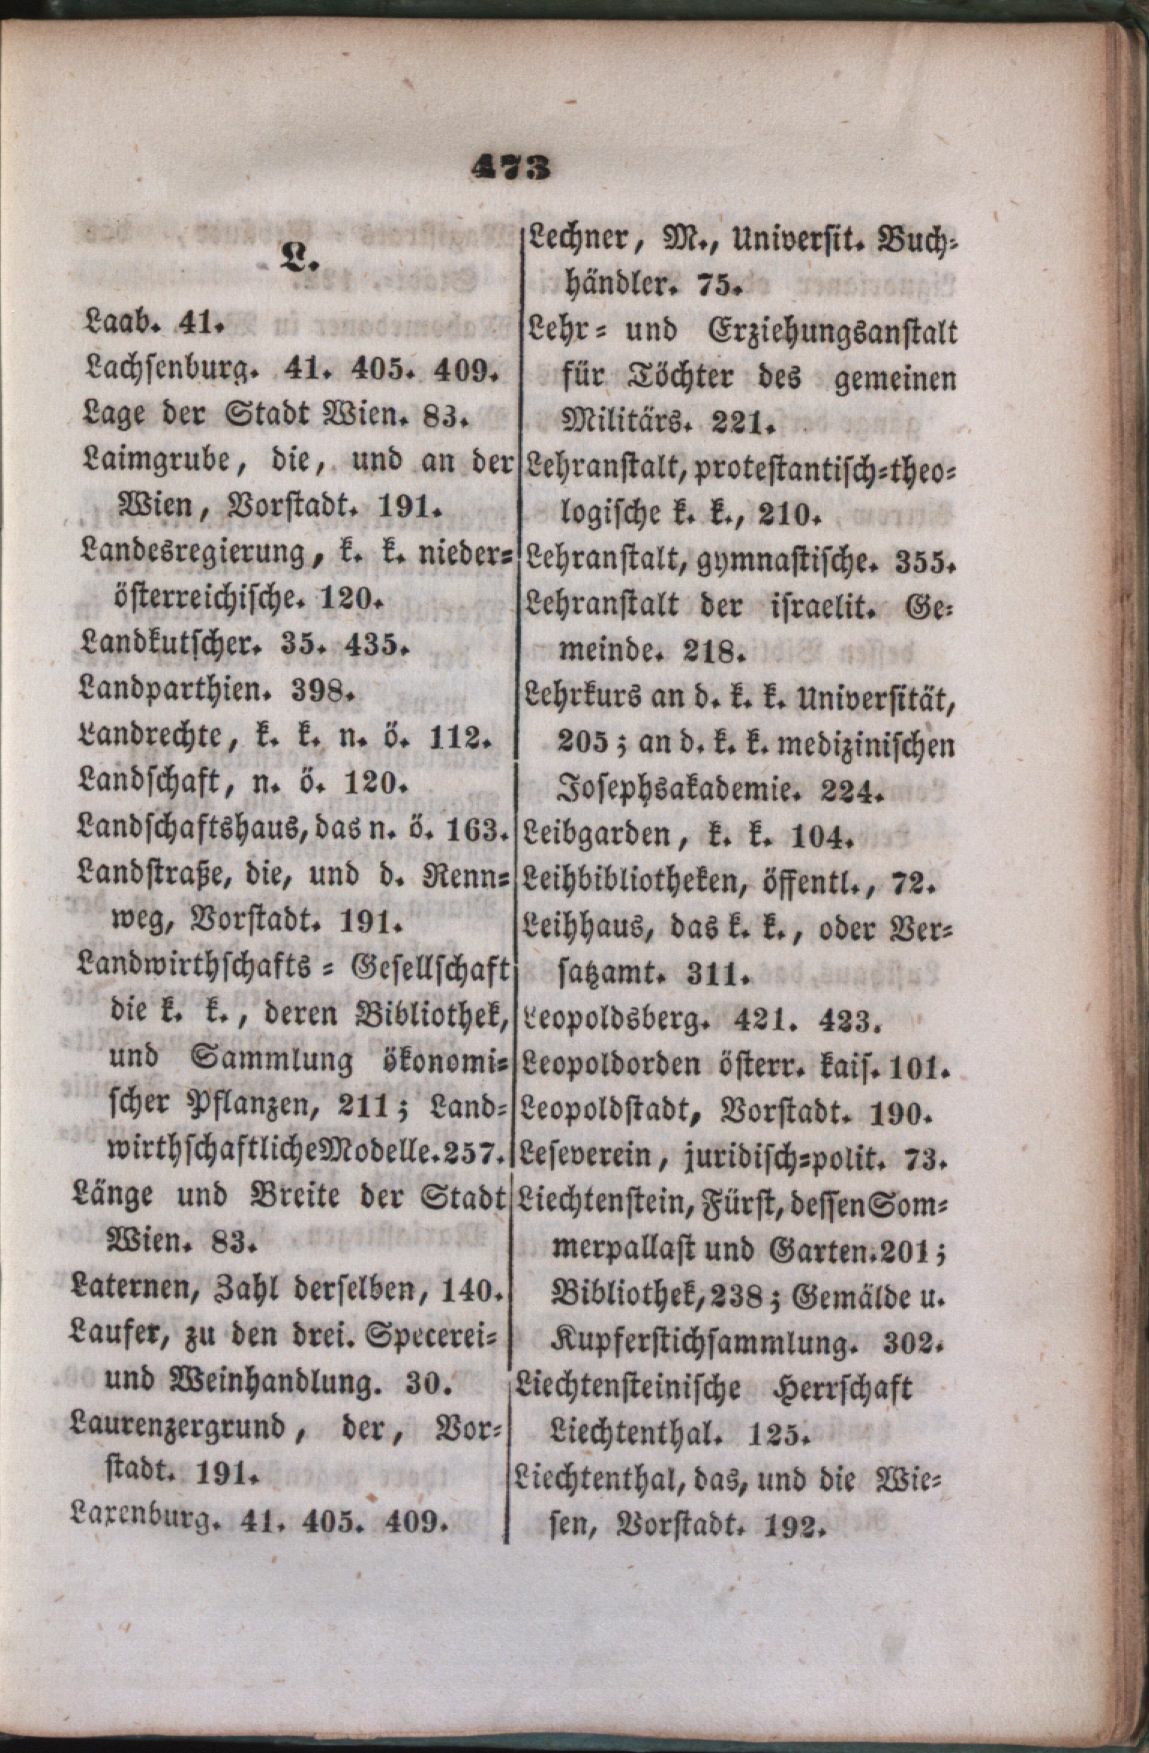 473
L.
Laab. 41.
Lachsenburg. 41. 405. 409.
Lage der Stadt Wien. 83.
Laimgrube, die, und an der
Wien, Vorstadt. 191.
Landesregierung, k. k. nieder-
österreichische. 120.
Landkutscher. 35. 435.
Landparthien. 398.
Landrechte, k. k. n. ö. 112.
Landschaft, n. ö. 120.
Landschaftshaus, das n. ö. 163.
Landstraße, die, und d. Renn-
weg, Vorstadt. 191.
Landwirthschafts-Gesellschaft
die k. k., deren Bibliothek,
und Sammlung ökonomi-
scher Pflanzen, 211; Land-
wirthschaftliche Modelle. 257.
Länge und Breite der Stadt
Wien. 83.
Laternen, Zahl derselben, 140.
Laufer, zu den drei. Specerei-
und Weinhandlung. 30.
Laurenzergrund, der, Vor-
stadt. 191.
Laxenburg. 41. 405. 409.
Lechner, M., Universit. Buch-
händler. 75.
Lehr- und Erziehungsanstalt
für Töchter des gemeinen
Militärs. 221.
Lehranstalt, protestantisch-theo-
logische k. k., 210.
Lehranstalt, gymnastische. 355.
Lehranstalt der israelit. Ge-
meinde. 218.
Lehrkurs an d. k. k. Universität,
205; an d. k. k. medizinischen
Josephsakademie. 224.
Leibgarden, k. k. 104.
Leihbibliotheken, öffentl., 72.
Leihhaus, das k. k., oder Ver-
satzamt. 311.
Leopoldsberg. 421. 423.
Leopoldorden österr. kais. 101.
Leopoldstadt, Vorstadt. 190.
Leseverein, juridisch-polit. 73.
Liechtenstein, Fürst, dessen Som-
merpallast und Garten. 201;
Bibliothek, 238; Gemälde u.
Kupferstichsammlung. 302.
Liechtensteinische Herrschaft
Liechtenthal. 125.
Liechtenthal, das, und die Wie-
sen, Vorstadt. 192.